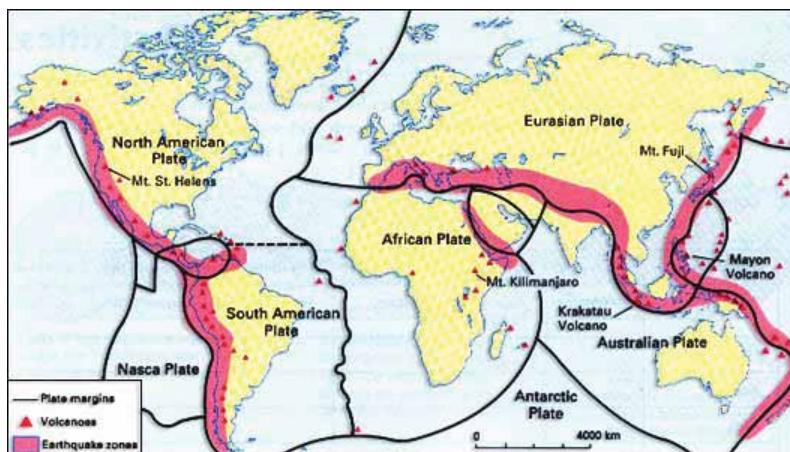 North American
Plate
Mt. St. Helens
Eurasian Plate
Mt. Fuji
African Plate
Mt. Kilimanjaro
Mayon
Volcano
Krakatau
Volcano
Australian Plate
South American
Plate
Nasca Plate
Antarctic
Plate
Plate margins
Volcanoes
Earthquake zones
0 4000 km